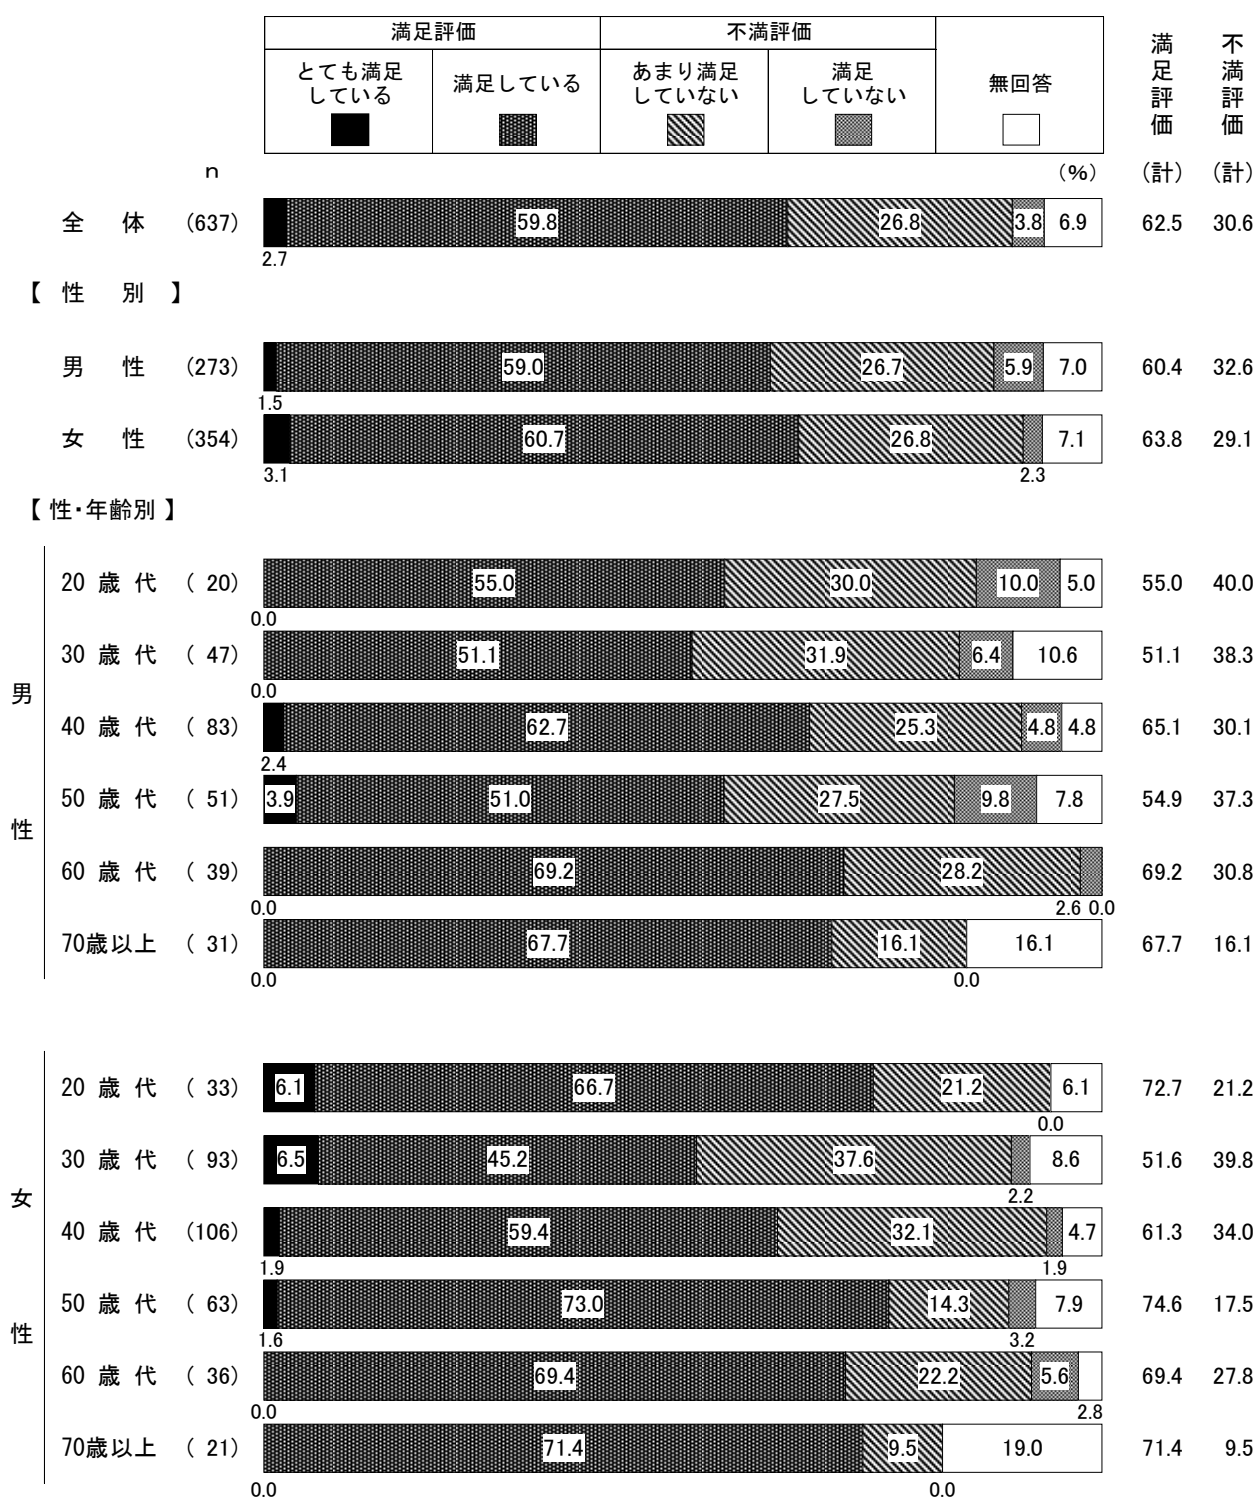 満足評価 不満評価
とても満足している 満足している あまり満足していない 満足していない 無回答
満足評価 不満評価
n (%) (計) (計)
全 体 (637) 59.8 26.8 3.8 6.9 62.5 30.6
2.7
【 性 別 】
男 性 (273) 59.0 26.7 5.9 7.0 60.4 32.6
1.5
女 性 (354) 60.7 26.8 7.1 63.8 29.1
3.1 2.3
【 性・年齢別 】
男性
20 歳 代 ( 20) 55.0 30.0 10.0 5.0 55.0 40.0
0.0
30 歳 代 ( 47) 51.1 31.9 6.4 10.6 51.1 38.3
0.0
40 歳 代 ( 83) 62.7 25.3 4.8 4.8 65.1 30.1
2.4
50 歳 代 ( 51) 3.9 51.0 27.5 9.8 7.8 54.9 37.3
60 歳 代 ( 39) 69.2 28.2 69.2 30.8
0.0 2.6 0.0
70歳以上 ( 31) 67.7 16.1 16.1 67.7 16.1
0.0 0.0
女性
20 歳 代 ( 33) 6.1 66.7 21.2 6.1 72.7 21.2
0.0
30 歳 代 ( 93) 6.5 45.2 37.6 8.6 51.6 39.8
2.2
40 歳 代 (106) 59.4 32.1 4.7 61.3 34.0
1.9 1.9
50 歳 代 ( 63) 73.0 14.3 7.9 74.6 17.5
1.6 3.2
60 歳 代 ( 36) 69.4 22.2 5.6 69.4 27.8
0.0 2.8
70歳以上 ( 21) 71.4 9.5 19.0 71.4 9.5
0.0 0.0